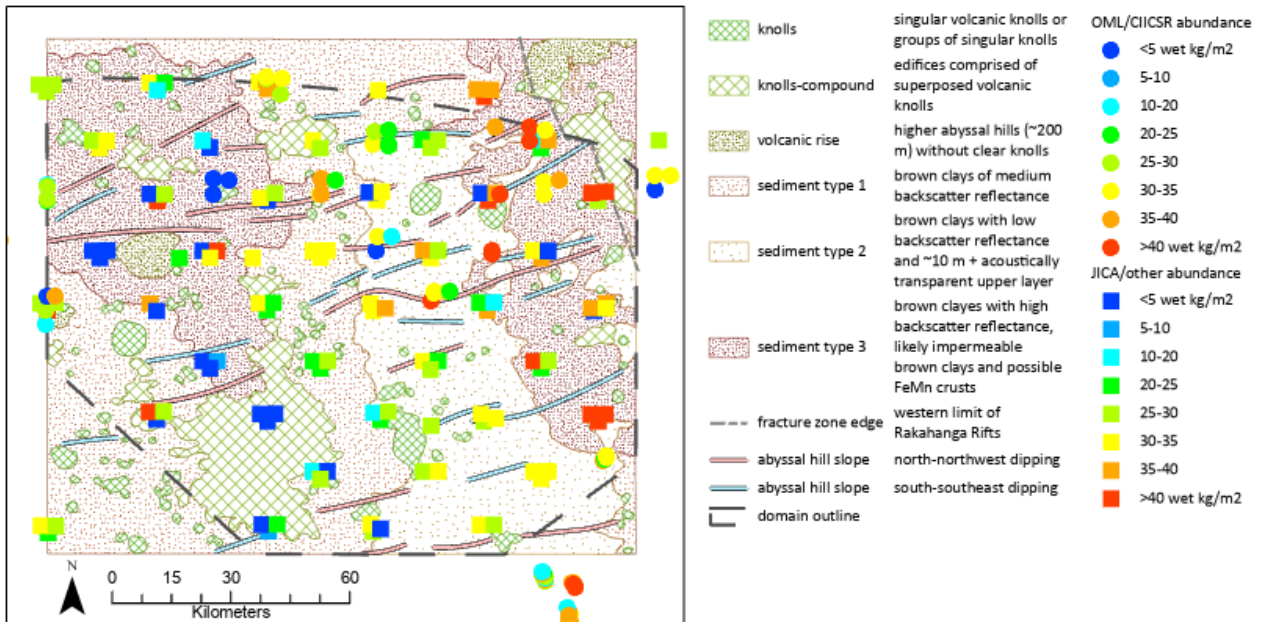 knolls
singular volcanic knolls or
groups of singular knolls
knolls-compound
edifices comprised of
superposed volcanic
knolls
volcanic rise
higher abyssal hills (~200
m) without clear knolls
sediment type 1
brown clays of medium
backscatter reflectance
sediment type 2
brown clays with low
backscatter reflectance
and ~10 m + acoustically
transparent upper layer
sediment type 3
brown clayes with high
backscatter reflectance,
likely impermeable
brown clays and possible
FeMn crusts
fracture zone edge
western limit of
Rakahanga Rifts
abyssal hill slope
north-northwest dipping
abyssal hill slope
south-southeast dipping
domain outline
OML/CIICSR abundance
<5 wet kg/m2
5-10
10-20
20-25
25-30
30-35
35-40
>40 wet kg/m2
JICA/other abundance
<5 wet kg/m2
5-10
10-20
20-25
25-30
30-35
35-40
>40 wet kg/m2
N
0 15 30 60
Kilometers